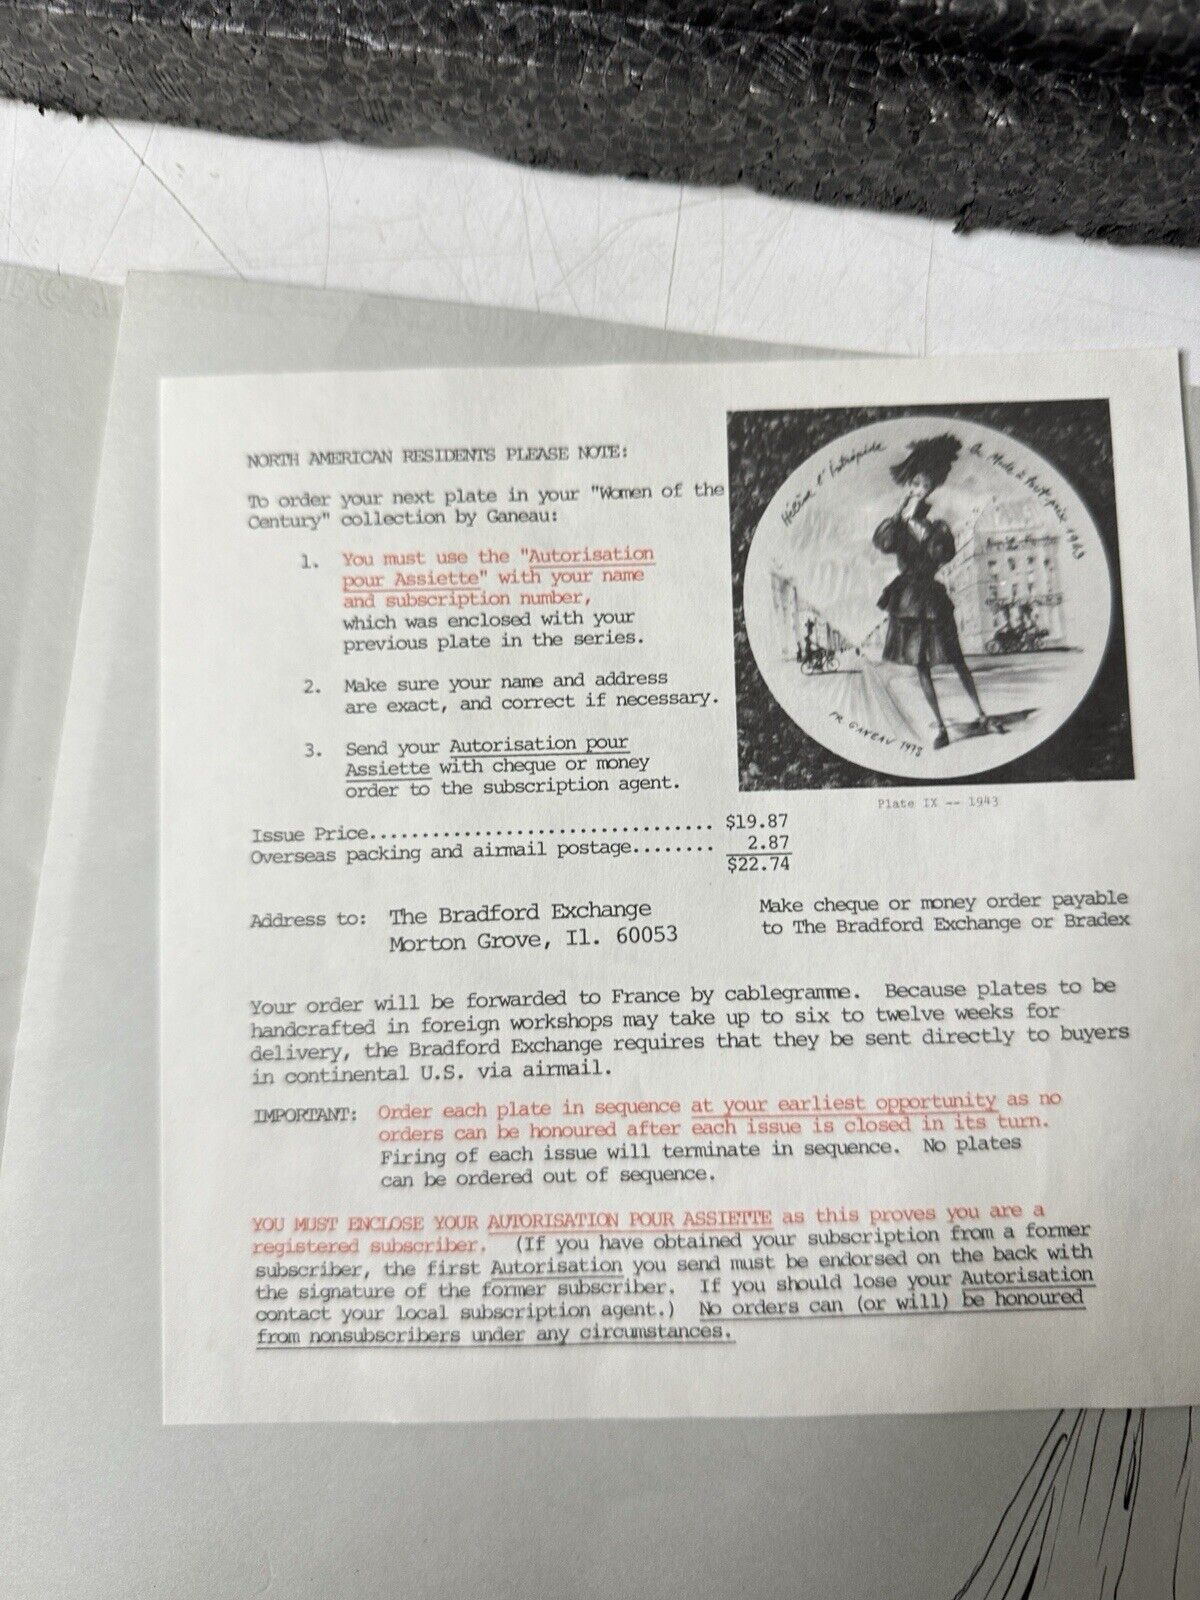 NORTH AMERICAN RESIDENTS PLEASE NOTE:
To order your next plate in your "Women of the
Century" collection by Ganeau:
1. You must use the "Autorisation
pour Assiette" with your name
and subscription number,
which was enclosed with your
previous plate in the series.
2. Make sure your name and address
are exact, and correct if necessary.
3. Send your Autorisation pour
Assiette with cheque or money
order to the subscription agent.
Hélène l'Intrépide
1943
FR GANEAU 1978
Plate IX -- 1943
Issue Price................................. $19.87
Overseas packing and airmail postage........ 2.87
$22.74
Address to: The Bradford Exchange
Morton Grove, Il. 60053
Make cheque or money order payable
to The Bradford Exchange or Bradex
Your order will be forwarded to France by cablegramme. Because plates to be
handcrafted in foreign workshops may take up to six to twelve weeks for
delivery, the Bradford Exchange requires that they be sent directly to buyers
in continental U.S. via airmail.
IMPORTANT: Order each plate in sequence at your earliest opportunity as no
orders can be honoured after each issue is closed in its turn.
Firing of each issue will terminate in sequence. No plates
can be ordered out of sequence.
YOU MUST ENCLOSE YOUR AUTORISATION POUR ASSIETTE as this proves you are a
registered subscriber. (If you have obtained your subscription from a former
subscriber, the first Autorisation you send must be endorsed on the back with
the signature of the former subscriber. If you should lose your Autorisation
contact your local subscription agent.) No orders can (or will) be honoured
from nonsubscribers under any circumstances.